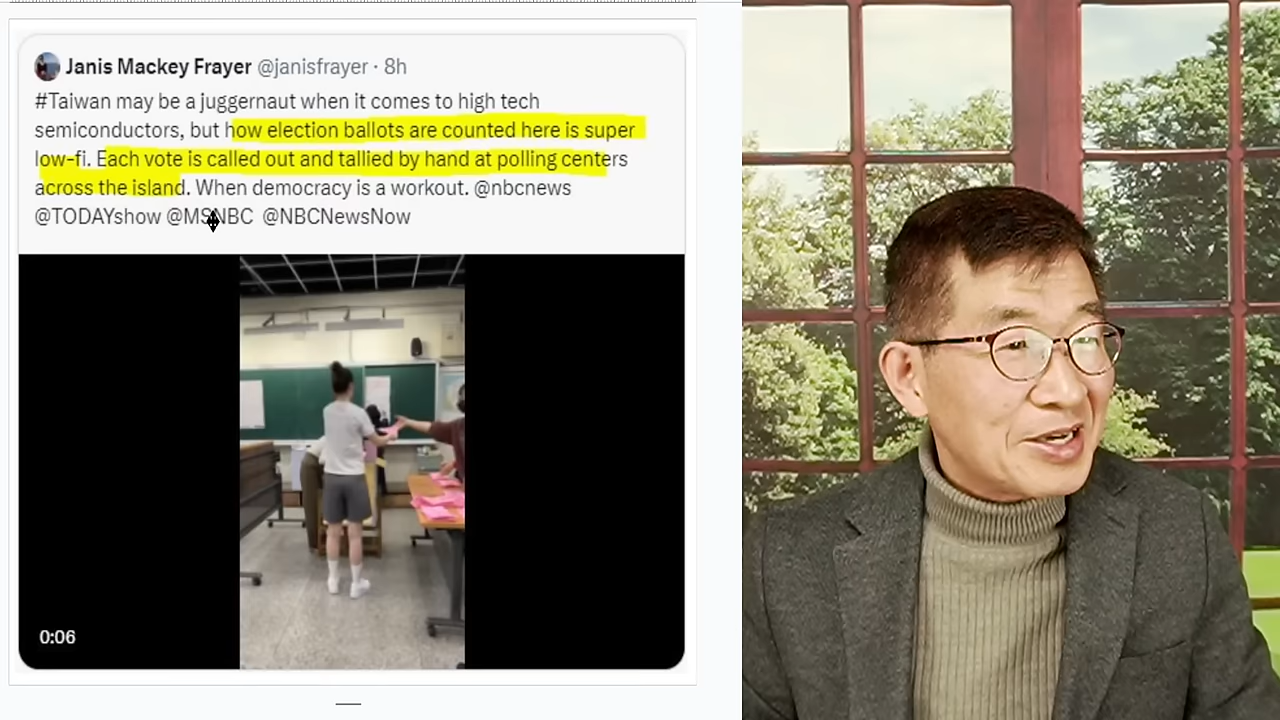 Janis Mackey Frayer @janisfrayer · 8h
#Taiwan may be a juggernaut when it comes to high tech
semiconductors, but how election ballots are counted here is super
low-fi. Each vote is called out and tallied by hand at polling centers
across the island. When democracy is a workout. @nbcnews
@TODAYshow @MSNBC @NBCNewsNow
0:06